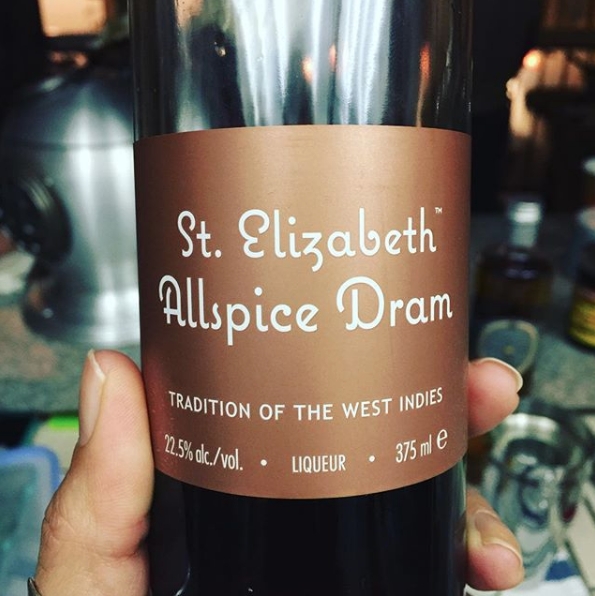 St. Elizabeth™
Allspice Dram
TRADITION OF THE WEST INDIES
22.5% alc./vol. • LIQUEUR • 375 ml e